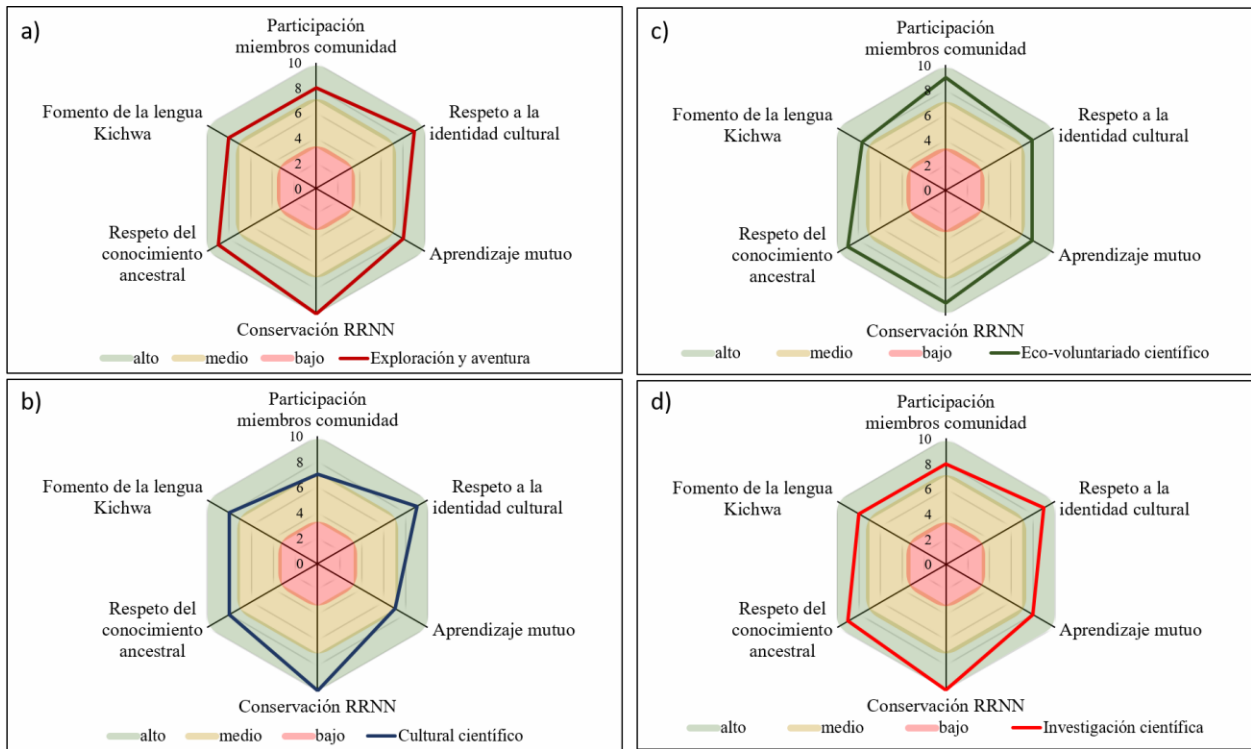 a)
Participación
miembros comunidad
10
8
6
4
2
0
Fomento de la lengua
Kichwa
Respeto a la
identidad cultural
Respeto del
conocimiento
ancestral
Aprendizaje mutuo
Conservación RRNN
alto medio bajo Exploración y aventura
c)
Participación
miembros comunidad
10
8
6
4
2
0
Fomento de la lengua
Kichwa
Respeto a la
identidad cultural
Respeto del
conocimiento
ancestral
Aprendizaje mutuo
Conservación RRNN
alto medio bajo Eco-voluntariado científico
b)
Participación
miembros comunidad
10
8
6
4
2
0
Fomento de la lengua
Kichwa
Respeto a la
identidad cultural
Respeto del
conocimiento
ancestral
Aprendizaje mutuo
Conservación RRNN
alto medio bajo Cultural científico
d)
Participación
miembros comunidad
10
8
6
4
2
0
Fomento de la lengua
Kichwa
Respeto a la
identidad cultural
Respeto del
conocimiento
ancestral
Aprendizaje mutuo
Conservación RRNN
alto medio bajo Investigación científica